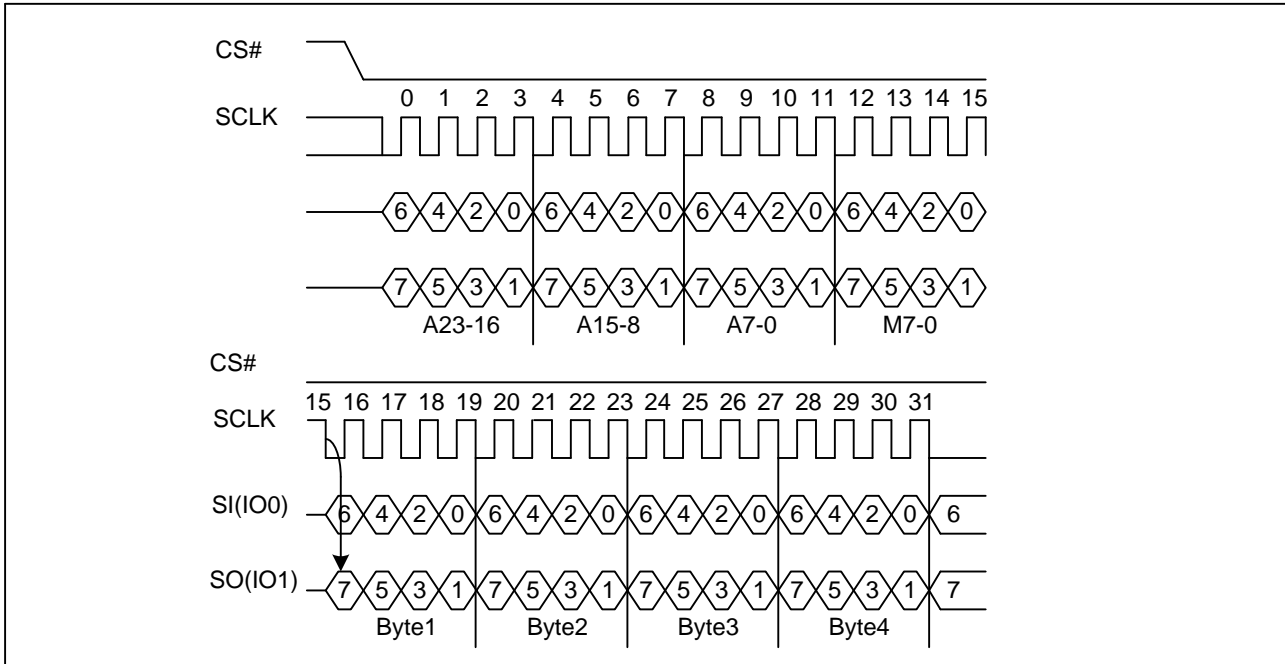 CS#
0 1 2 3 4 5 6 7 8 9 10 11 12 13 14 15
SCLK
6 4 2 0 6 4 2 0 6 4 2 0 6 4 2 0
7 5 3 1 7 5 3 1 7 5 3 1 7 5 3 1
A23-16 A15-8 A7-0 M7-0
CS#
15 16 17 18 19 20 21 22 23 24 25 26 27 28 29 30 31
SCLK
SI(IO0) 6 4 2 0 6 4 2 0 6 4 2 0 6 4 2 0 6
SO(IO1) 7 5 3 1 7 5 3 1 7 5 3 1 7 5 3 1 7
Byte1 Byte2 Byte3 Byte4